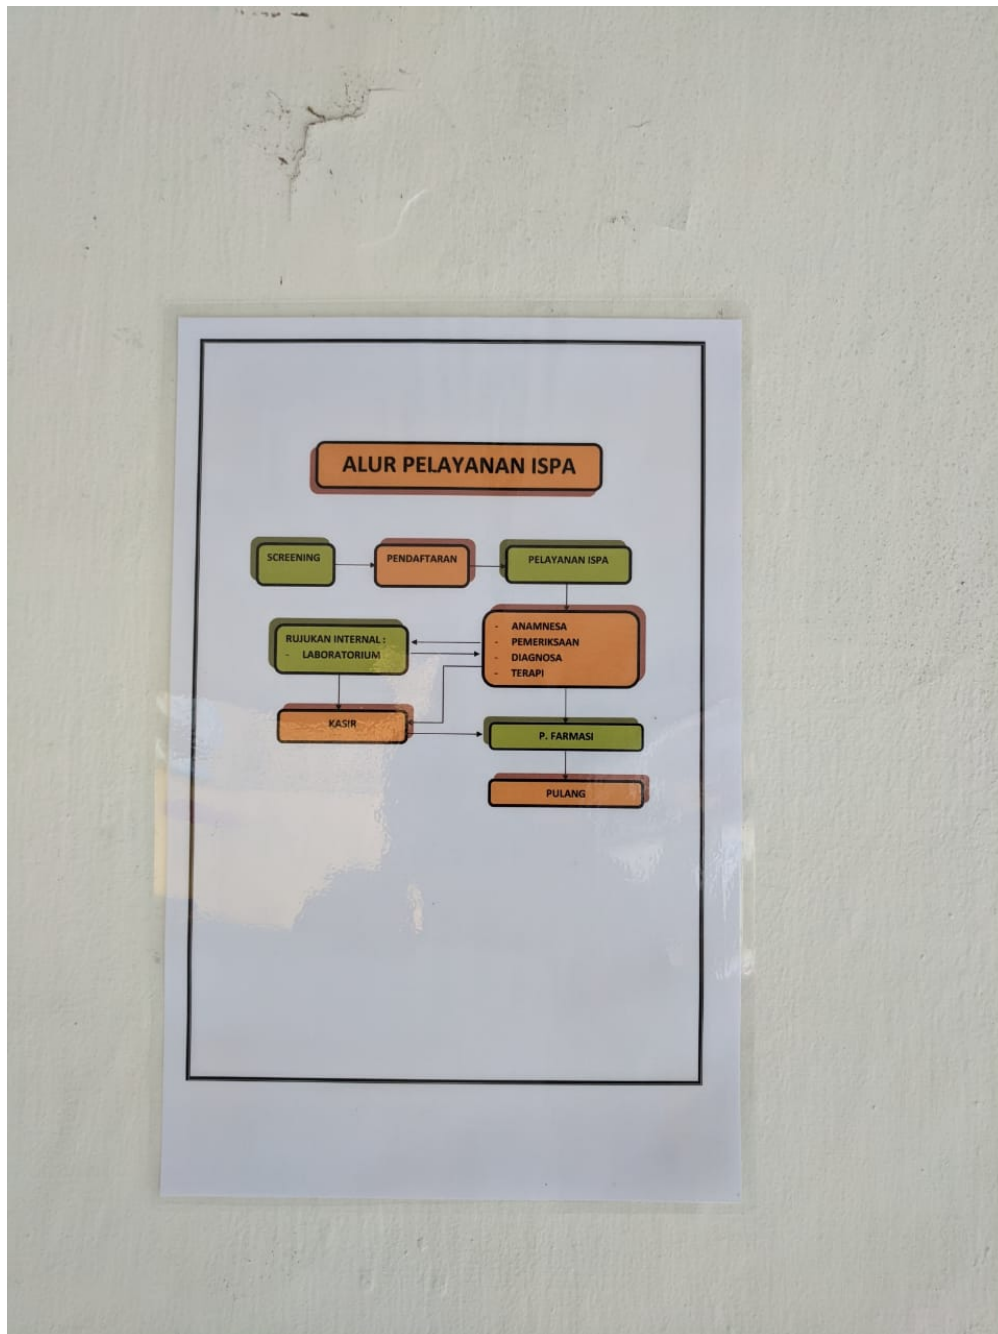 ALUR PELAYANAN ISPA
SCREENING
PENDAFTARAN
PELAYANAN ISPA
- ANAMNESA
- PEMERIKSAAN
- DIAGNOSA
- TERAPI
RUJUKAN INTERNAL :
- LABORATORIUM
KASIR
P. FARMASI
PULANG